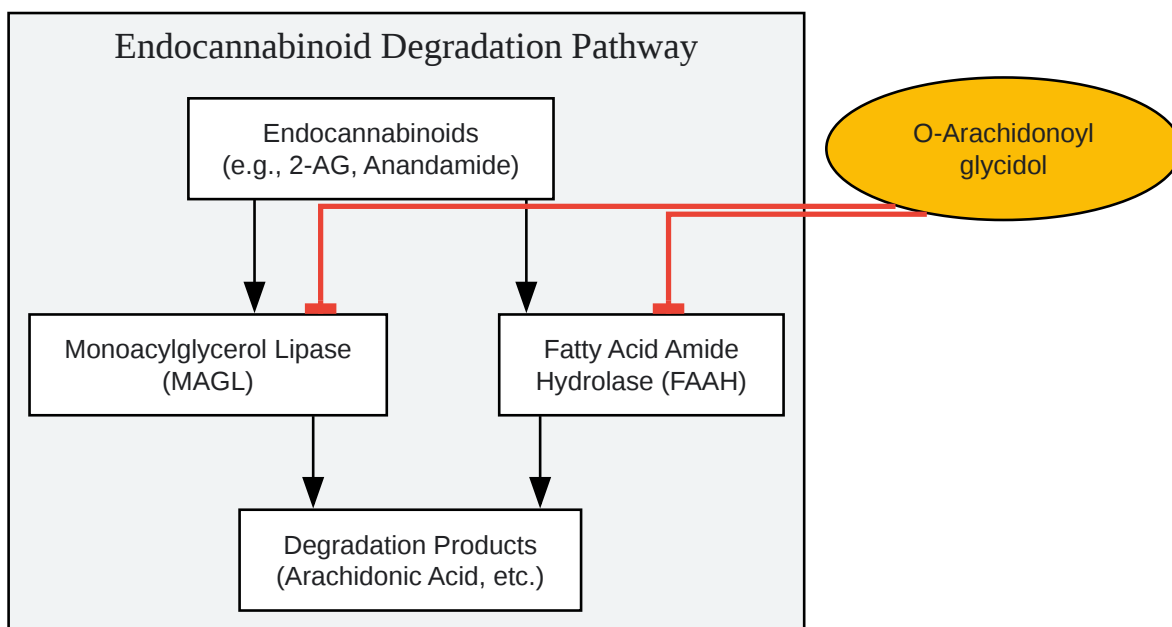 Endocannabinoid Degradation Pathway
Endocannabinoids
(e.g., 2-AG, Anandamide)
O-Arachidonoyl
glycidol
Monoacylglycerol Lipase
(MAGL)
Fatty Acid Amide
Hydrolase (FAAH)
Degradation Products
(Arachidonic Acid, etc.)